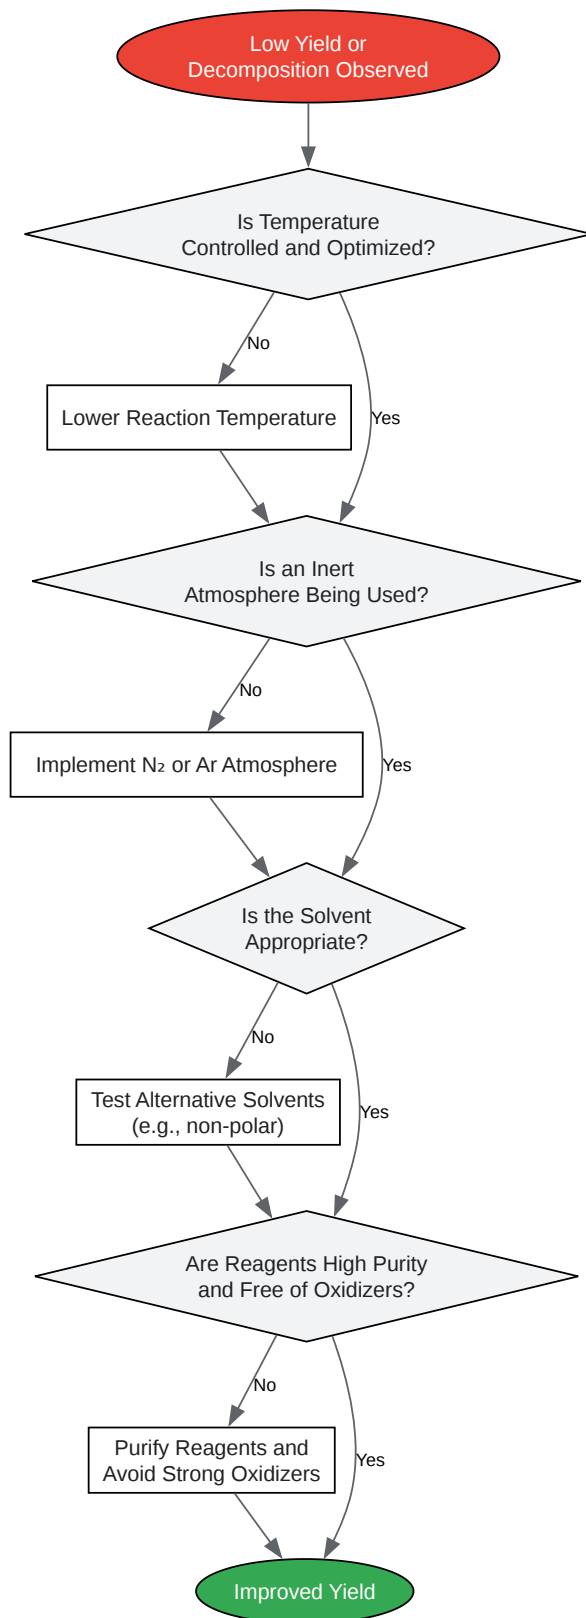 Low Yield or
Decomposition Observed
Is Temperature
Controlled and Optimized?
No
Lower Reaction Temperature
Yes
Is an Inert
Atmosphere Being Used?
No
Implement N₂ or Ar Atmosphere
Yes
Is the Solvent
Appropriate?
No
Test Alternative Solvents
(e.g., non-polar)
Yes
Are Reagents High Purity
and Free of Oxidizers?
No
Purify Reagents and
Avoid Strong Oxidizers
Yes
Improved Yield